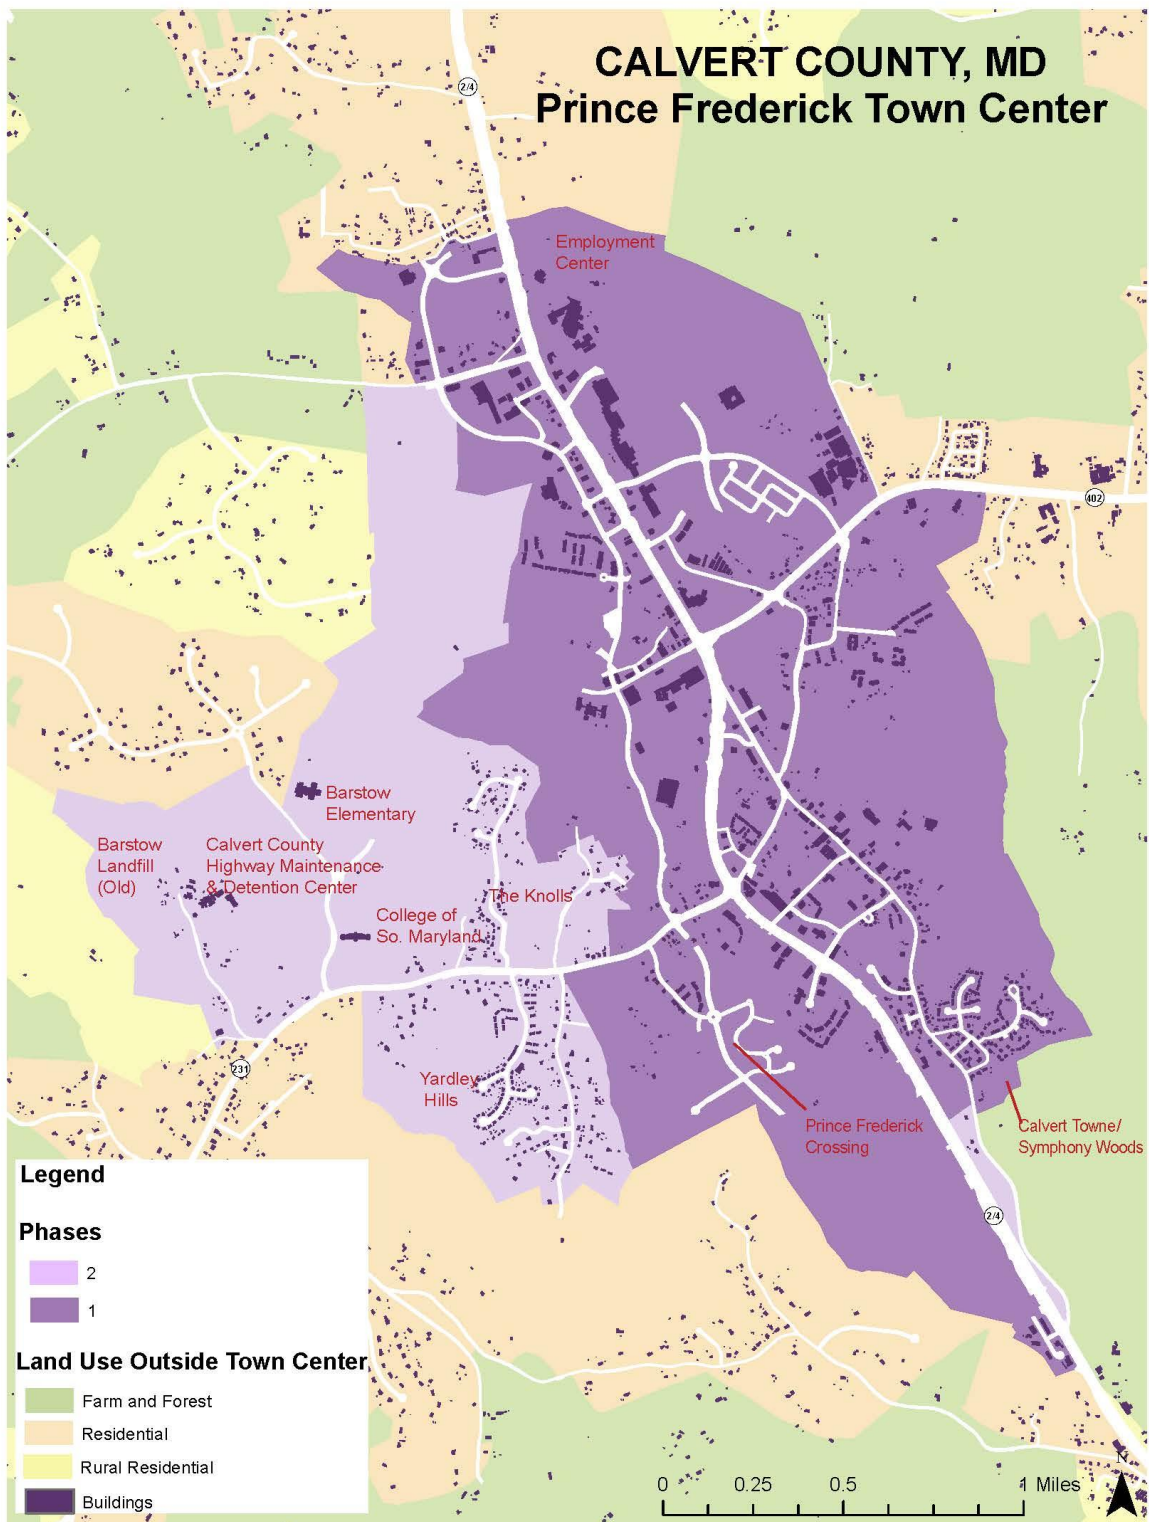 CALVERT COUNTY, MD
Prince Frederick Town Center
2/4
Employment
Center
402
Barstow
Elementary
Barstow
Landfill
(Old)
Calvert County
Highway Maintenance
& Detention Center
The Knolls
College of
So. Maryland
231
Yardley
Hills
Prince Frederick
Crossing
Calvert Towne/
Symphony Woods
2/4
Legend
Phases
2
1
Land Use Outside Town Center
Farm and Forest
Residential
Rural Residential
Buildings
0 0.25 0.5 1 Miles
N